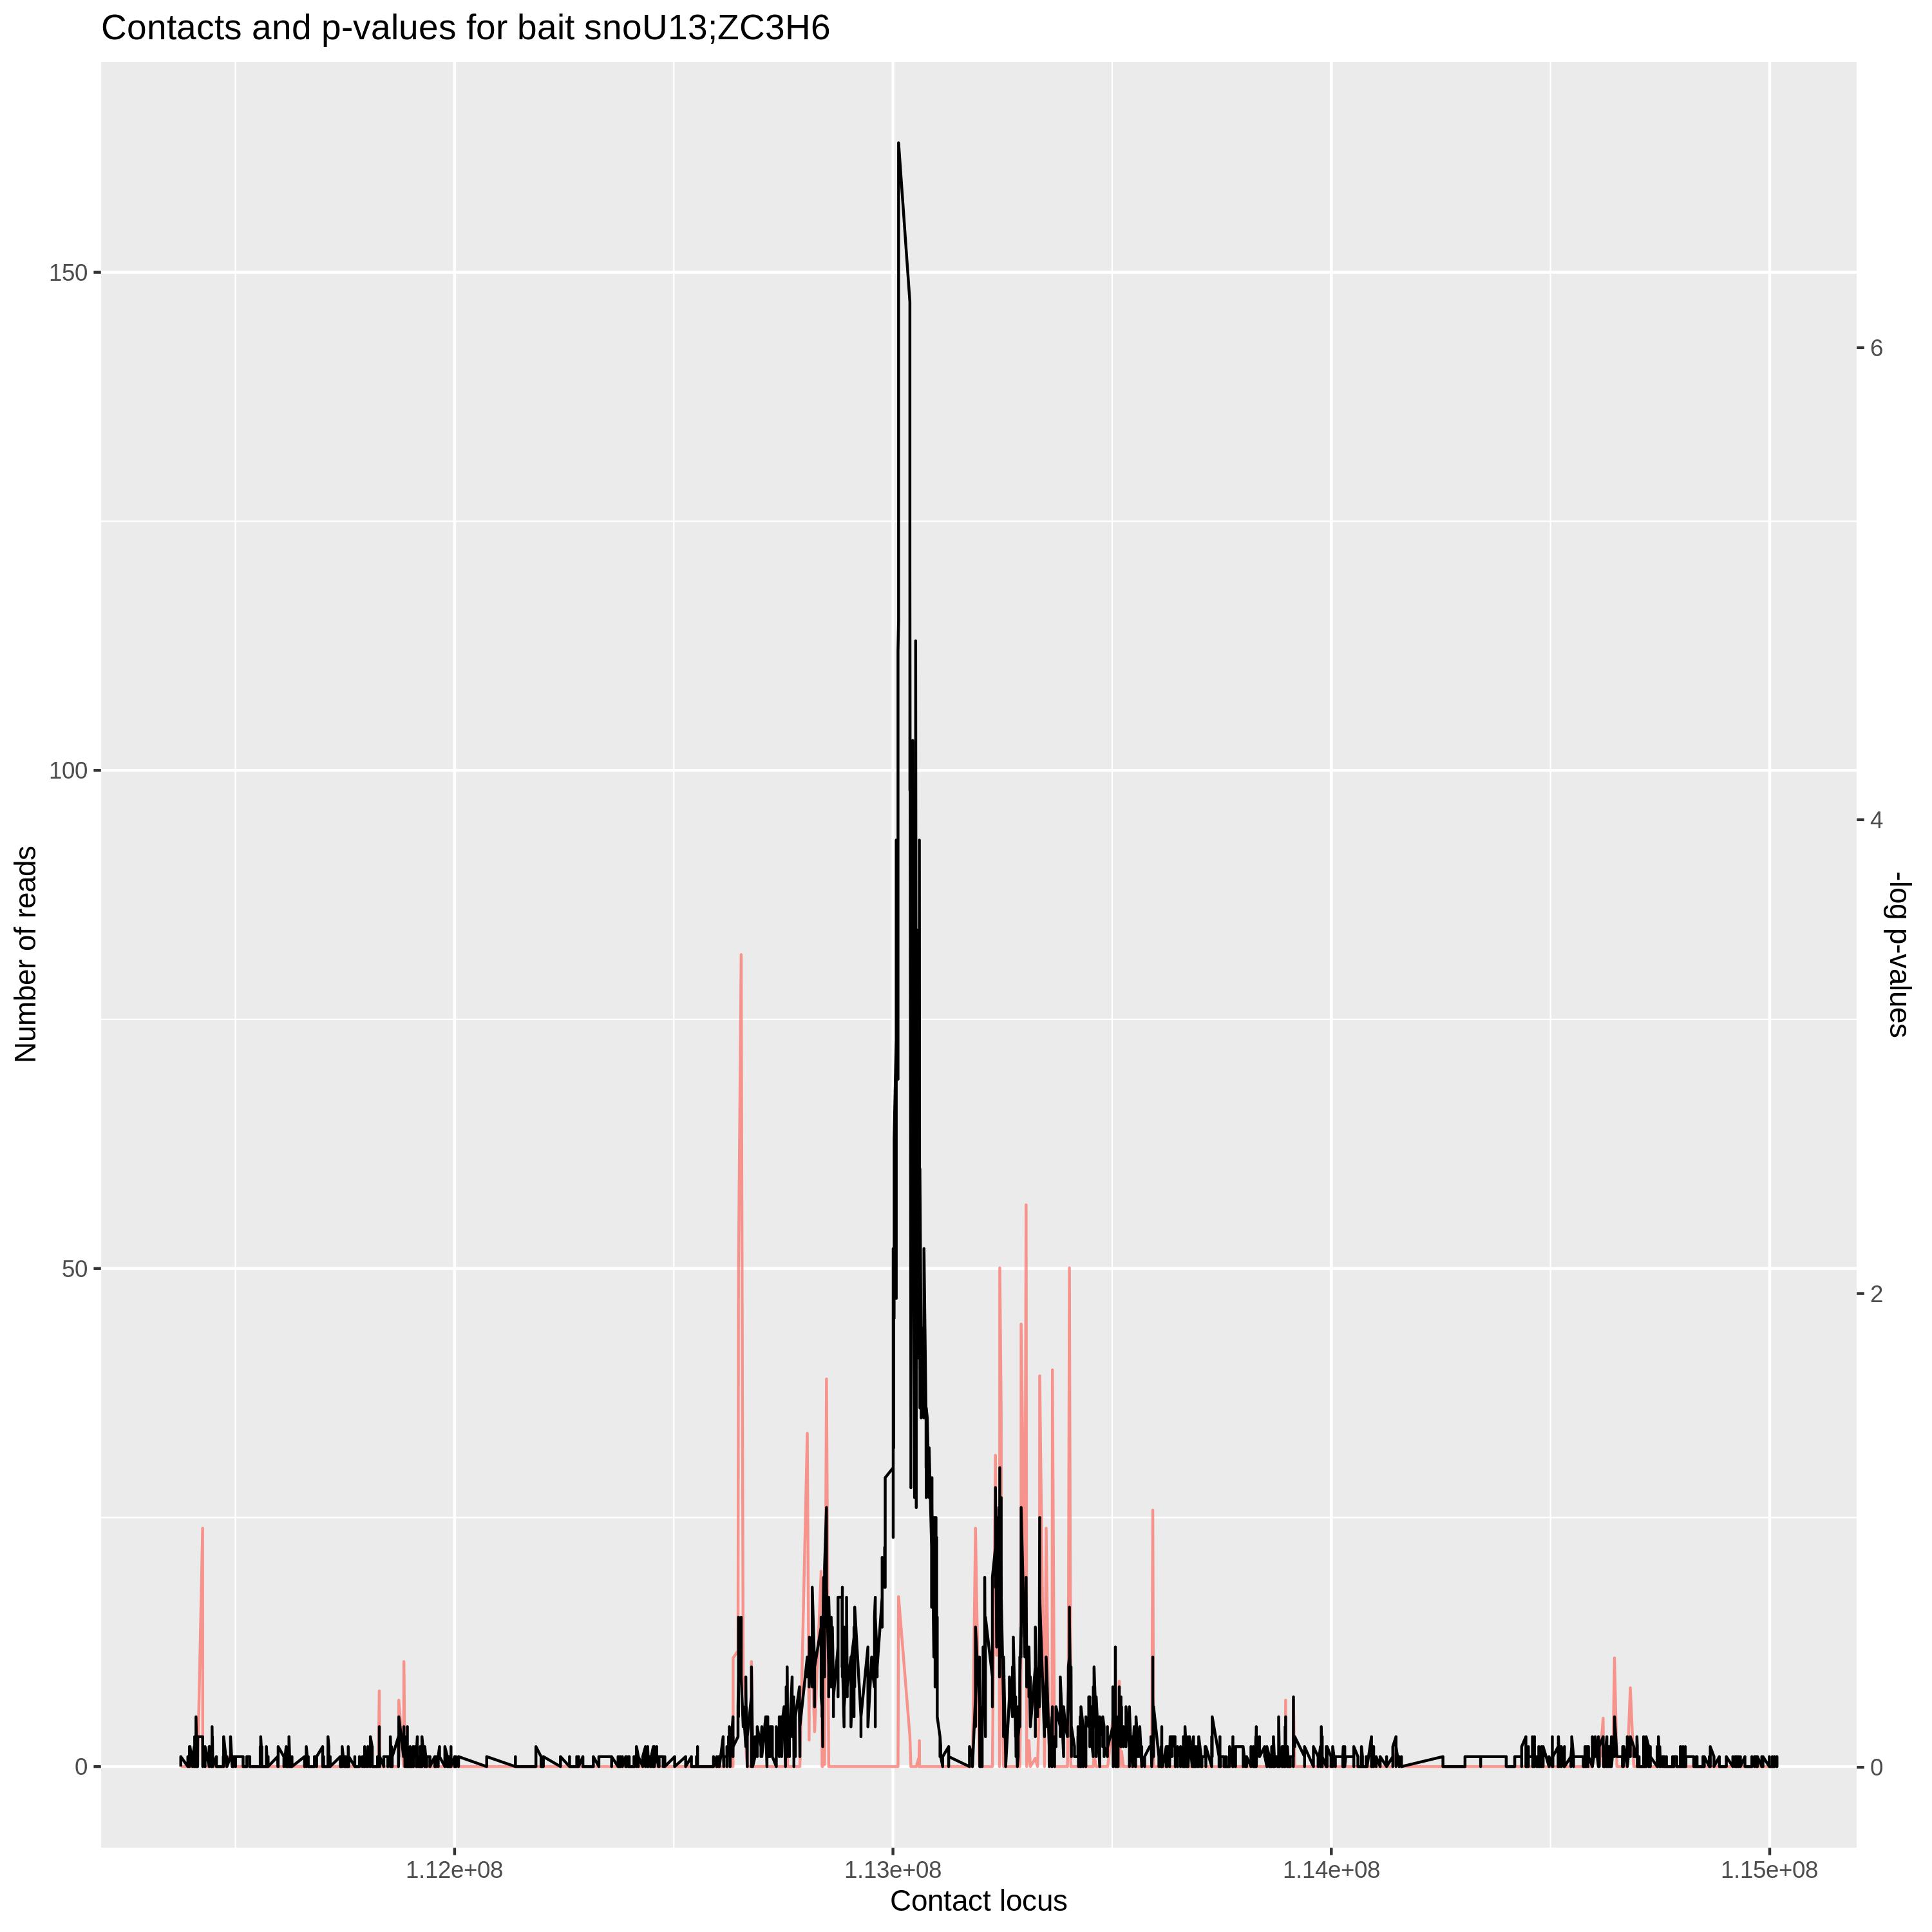 Contacts and p-values for bait snoU13;ZC3H6
150
100
50
0
Number of reads
6
4
2
0
-log p-values
1.12e+08
1.13e+08
1.14e+08
1.15e+08
Contact locus